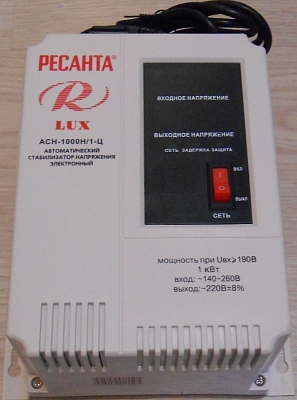 РЕСАНТА®
R
LUX
АСН-1000Н/1-Ц
АВТОМАТИЧЕСКИЙ
СТАБИЛИЗАТОР НАПРЯЖЕНИЯ
ЭЛЕКТРОННЫЙ
ВХОДНОЕ НАПРЯЖЕНИЕ
ВЫХОДНОЕ НАПРЯЖЕНИЕ
СЕТЬ ЗАДЕРЖКА ЗАЩИТА
ВКЛ
ВЫКЛ
СЕТЬ
мощность при Uвх⩾190В
1 кВт
вход: ~140-260В
выход: ~220В±8%